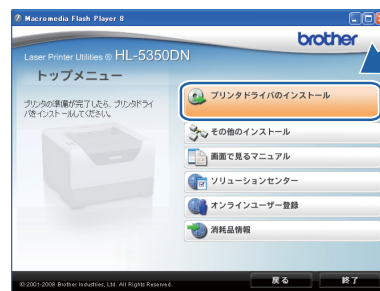 Macromedia Flash Player 8
brother
Laser Printer Utilities ® HL-5350DN
トップメニュー
プリンタの準備が完了したら、プリンタドライ
バをインストールしてください。
プリンタドライバのインストール
その他のインストール
画面で見るマニュアル
ソリューションセンター
オンラインユーザー登録
消耗品情報
© 2001-2008 Brother Industries, Ltd. All Rights Reserved.
戻る
終了